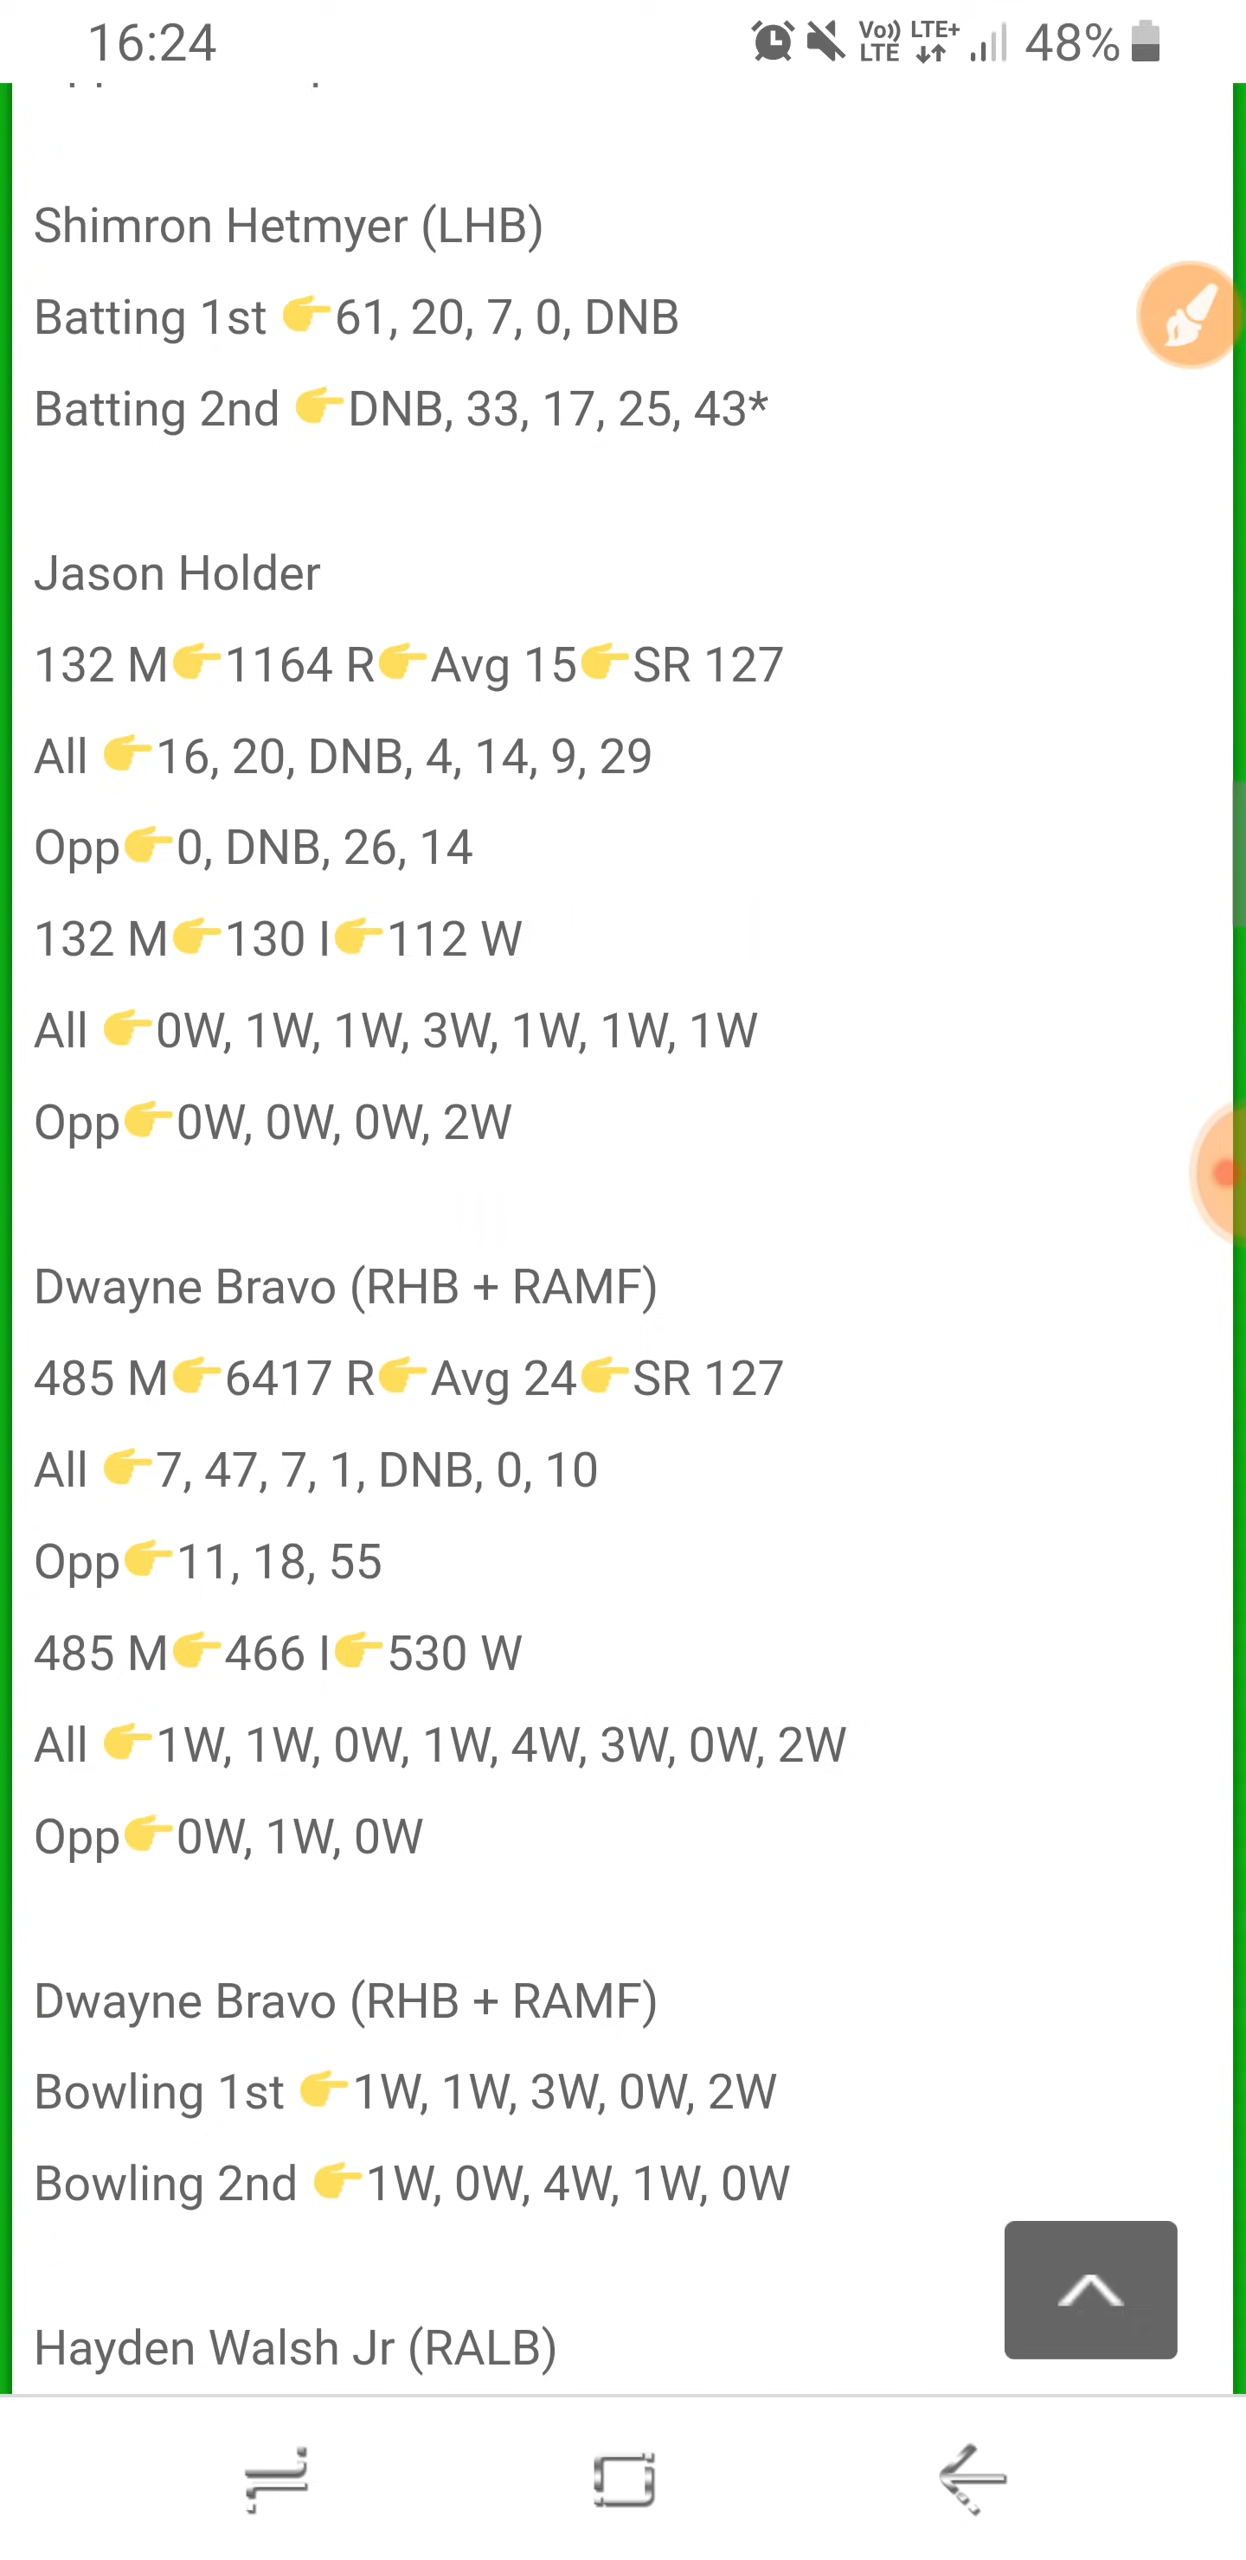 16:24
Vo)) LTE LTE+ 48%
Shimron Hetmyer (LHB)
Batting 1st 👉61, 20, 7, 0, DNB
Batting 2nd 👉DNB, 33, 17, 25, 43*
Jason Holder
132 M👉1164 R👉Avg 15👉SR 127
All 👉16, 20, DNB, 4, 14, 9, 29
Opp👉0, DNB, 26, 14
132 M👉130 I👉112 W
All 👉0W, 1W, 1W, 3W, 1W, 1W, 1W
Opp👉0W, 0W, 0W, 2W
Dwayne Bravo (RHB + RAMF)
485 M👉6417 R👉Avg 24👉SR 127
All 👉7, 47, 7, 1, DNB, 0, 10
Opp👉11, 18, 55
485 M👉466 I👉530 W
All 👉1W, 1W, 0W, 1W, 4W, 3W, 0W, 2W
Opp👉0W, 1W, 0W
Dwayne Bravo (RHB + RAMF)
Bowling 1st 👉1W, 1W, 3W, 0W, 2W
Bowling 2nd 👉1W, 0W, 4W, 1W, 0W
Hayden Walsh Jr (RALB)